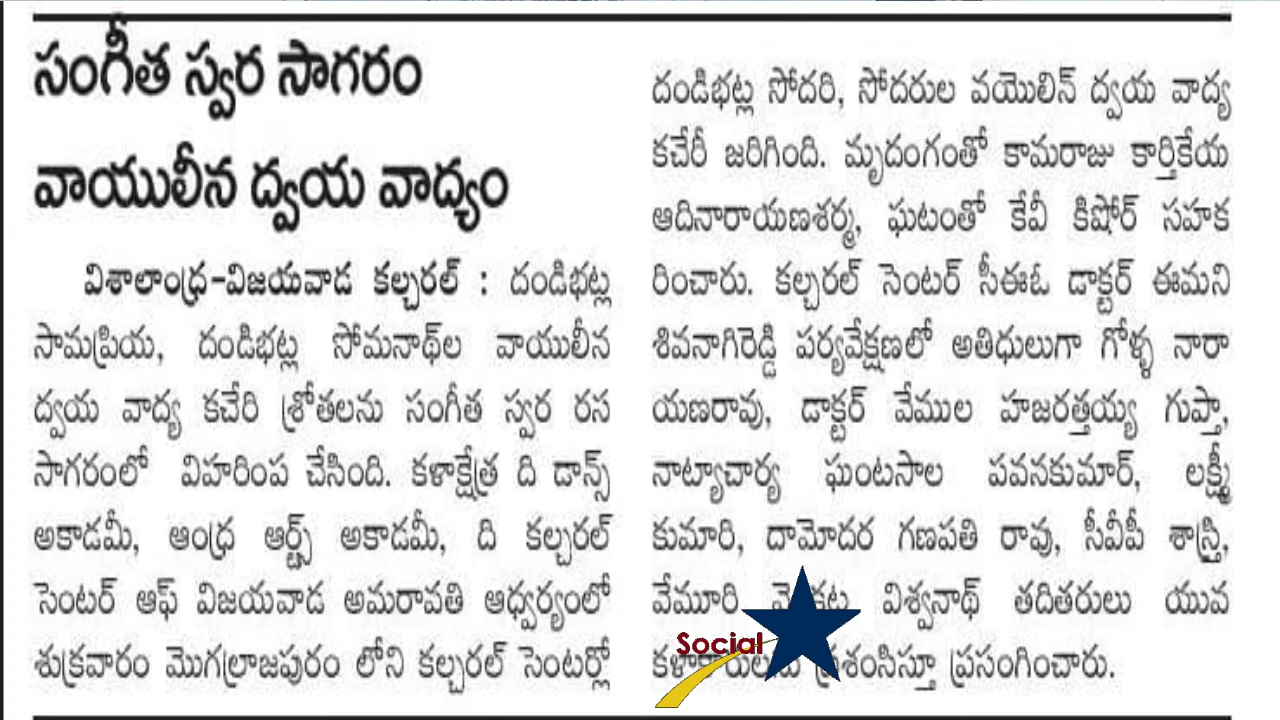 సంగీత స్వర సాగరం
వాయులీన ద్వయ వాద్యం
విశాలాంధ్ర-విజయవాడ కల్చరల్ : దండిభట్ల
సామప్రియ, దండిభట్ల సోమనాథ్‌ల వాయులీన
ద్వయ వాద్య కచేరి శ్రోతలను సంగీత స్వర రస
సాగరంలో విహరింప చేసింది. కళాక్షేత్ర ది డాన్స్
అకాడమీ, ఆంధ్ర ఆర్ట్స్ అకాడమీ, ది కల్చరల్
సెంటర్ ఆఫ్ విజయవాడ అమరావతి ఆధ్వర్యంలో
శుక్రవారం మొగల్రాజపురం లోని కల్చరల్ సెంటర్లో
దండిభట్ల సోదరి, సోదరుల వయొలిన్ ద్వయ వాద్య
కచేరీ జరిగింది. మృదంగంతో కామరాజు కార్తికేయ
ఆదినారాయణశర్మ, ఘటంతో కేవీ కిషోర్ సహక
రించారు. కల్చరల్ సెంటర్ సీఈఓ డాక్టర్ ఈమని
శివనాగిరెడ్డి పర్యవేక్షణలో అతిధులుగా గోళ్ళ నారా
యణరావు, డాక్టర్ వేముల హజరత్తయ్య గుప్తా,
నాట్యాచార్య ఘంటసాల పవనకుమార్, లక్ష్మీ
కుమారి, దామోదర గణపతి రావు, సీవీపీ శాస్త్రి,
వేమూరి విశ్వనాథ్ తదితరులు యువ
ప్రశంసిస్తూ ప్రసంగించారు.
Social